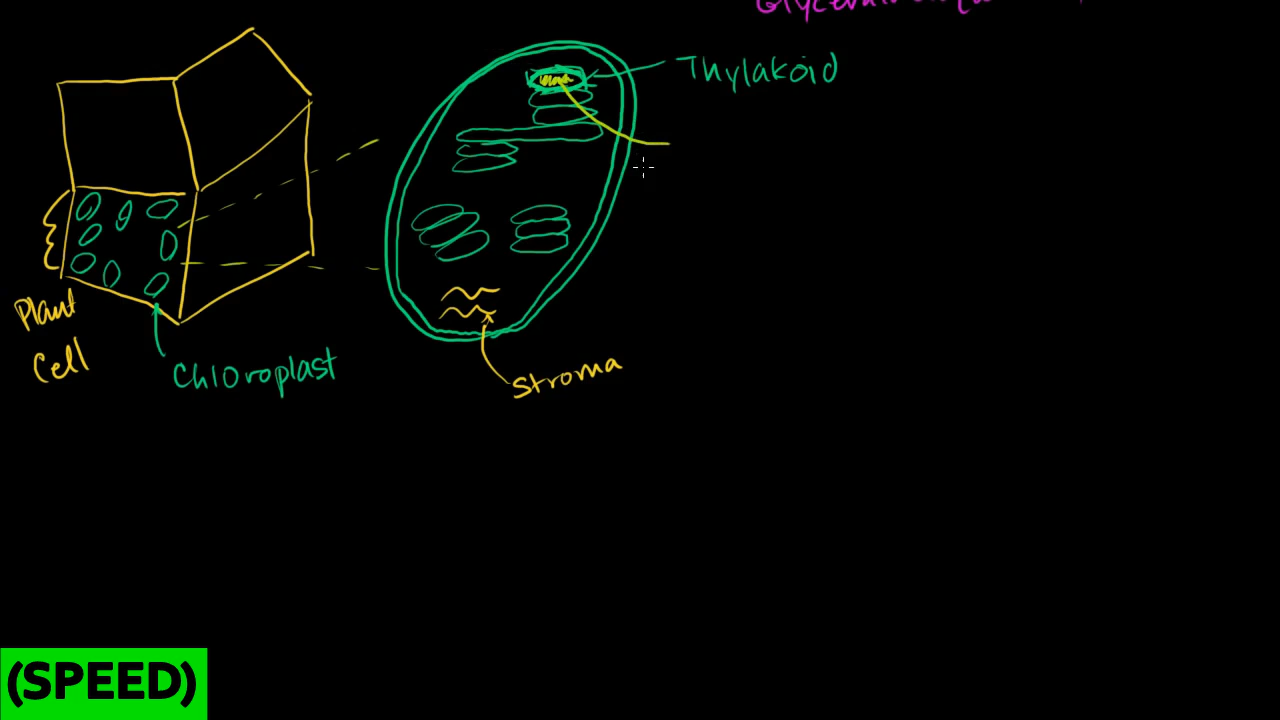 Thylakoid
Plant
Cell
Chloroplast
Stroma
(SPEED)